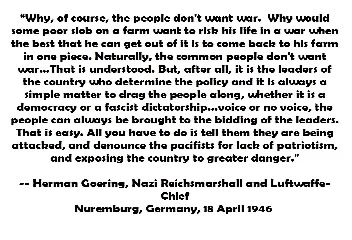 "Why, of course, the people don't want war.  Why would
some poor slob on a farm want to risk his life in a war when
the best that he can get out of it is to come back to his farm
in one piece. Naturally, the common people don't want
war...That is understood. But, after all, it is the leaders of
the country who determine the policy and it is always a
simple matter to drag the people along, whether it is a
democracy or a fascist dictatorship...voice or no voice, the
people can always be brought to the bidding of the leaders.
That is easy. All you have to do is tell them they are being
attacked, and denounce the pacifists for lack of patriotism,
and exposing the country to greater danger."
-- Herman Goering, Nazi Reichsmarshall and Luftwaffe-
Chief
Nuremburg, Germany, 18 April 1946